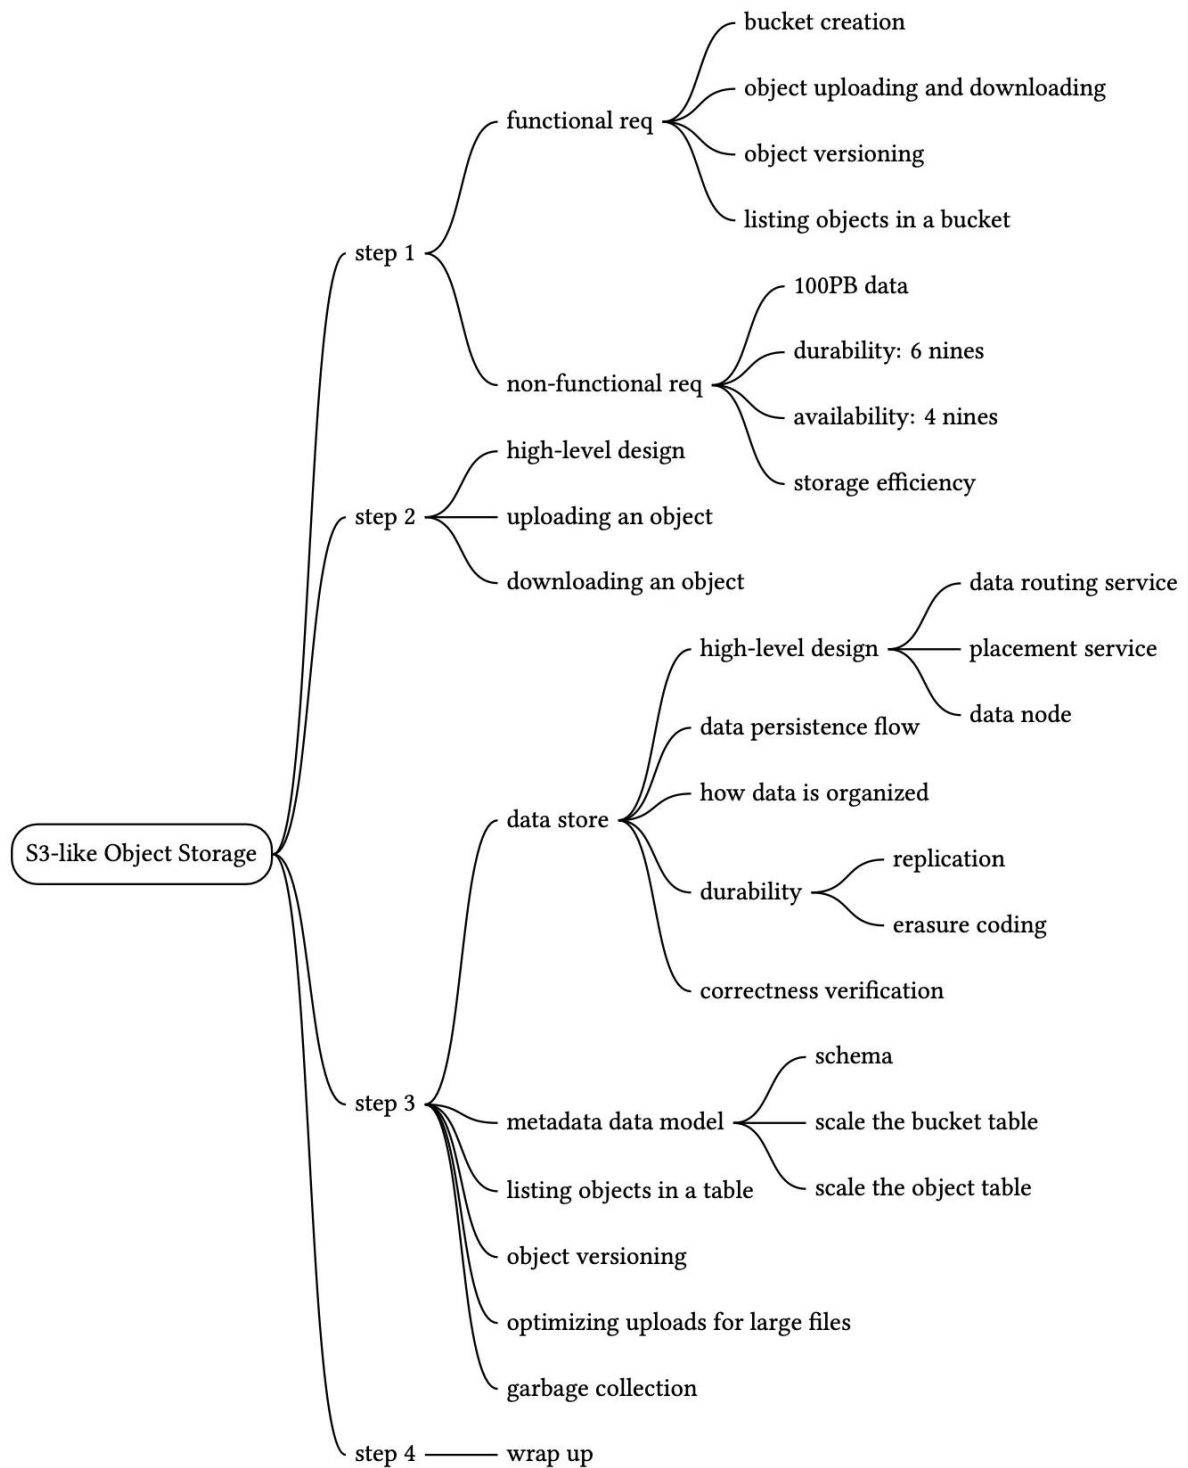 S3-like Object Storage
step 1
functional req
bucket creation
object uploading and downloading
object versioning
listing objects in a bucket
non-functional req
100PB data
durability: 6 nines
availability: 4 nines
storage efficiency
step 2
high-level design
uploading an object
downloading an object
step 3
data store
high-level design
data routing service
placement service
data node
data persistence flow
how data is organized
durability
replication
erasure coding
correctness verification
metadata data model
schema
scale the bucket table
scale the object table
listing objects in a table
object versioning
optimizing uploads for large files
garbage collection
step 4
wrap up